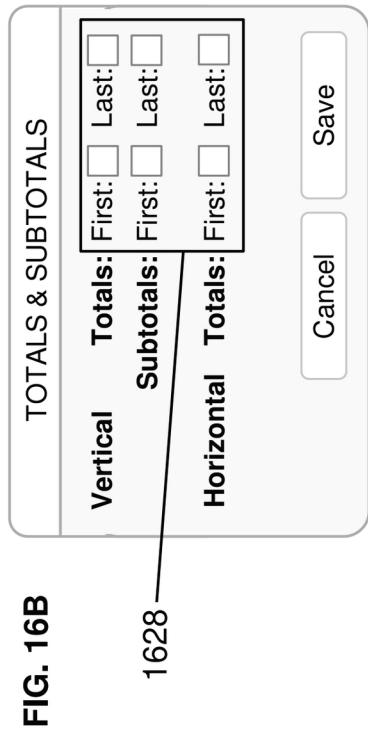 FIG. 16B
TOTALS & SUBTOTALS
Vertical Totals: First: Last:
Subtotals: First: Last:
Horizontal Totals: First: Last:
Cancel Save
1628